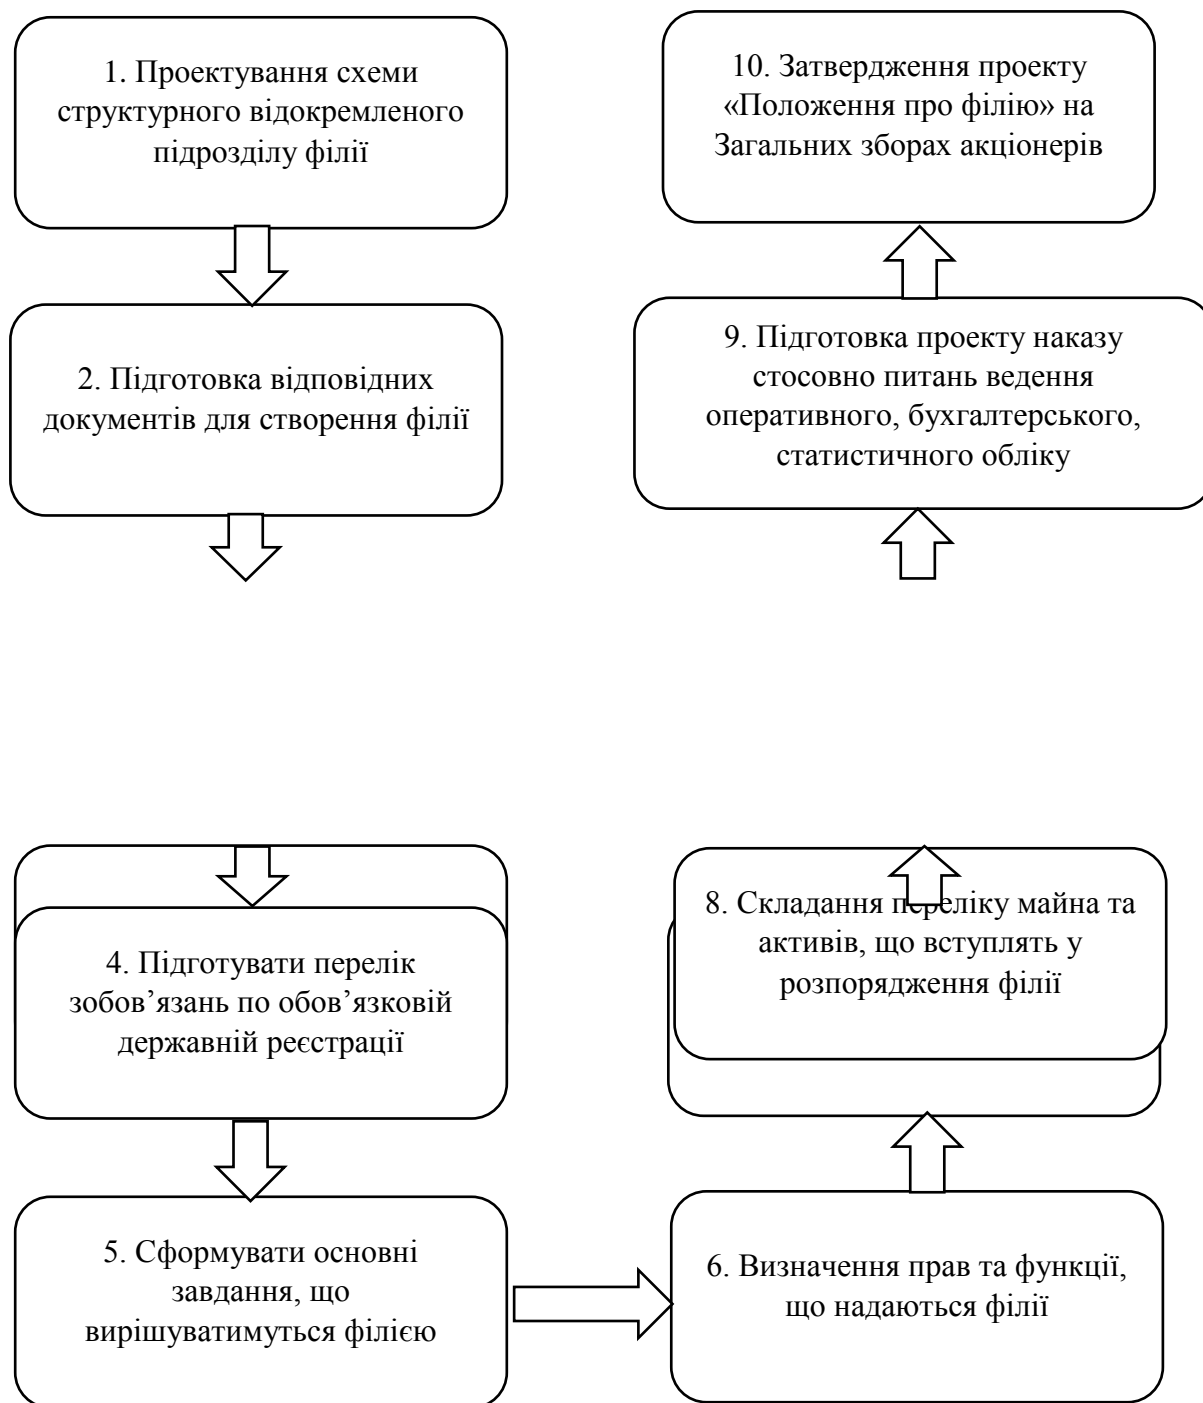 1. Проектування схеми
структурного відокремленого
підрозділу філії
2. Підготовка відповідних
документів для створення філії
4. Підготувати перелік
зобов’язань по обов’язковій
державній реєстрації
5. Сформувати основні
завдання, що
вирішуватимуться філією
6. Визначення прав та функції,
що надаються філії
8. Складання переліку майна та
активів, що вступлять у
розпорядження філії
9. Підготовка проекту наказу
стосовно питань ведення
оперативного, бухгалтерського,
статистичного обліку
10. Затвердження проекту
«Положення про філію» на
Загальних зборах акціонерів